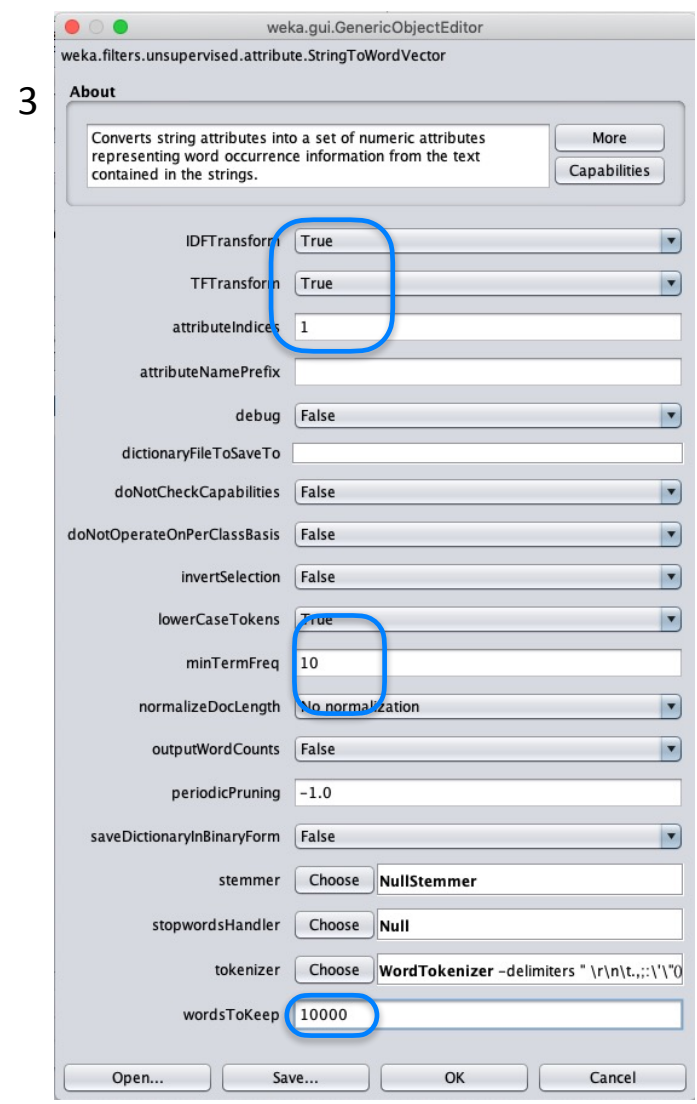 weka.gui.GenericObjectEditor
weka.filters.unsupervised.attribute.StringToWordVector
3
About
Converts string attributes into a set of numeric attributes
representing word occurrence information from the text
contained in the strings.
More
Capabilities
IDFTransform True
TFTransform True
attributeIndices 1
attributeNamePrefix
debug False
dictionaryFileToSaveTo
doNotCheckCapabilities False
doNotOperateOnPerClassBasis False
invertSelection False
lowerCaseTokens True
minTermFreq 10
normalizeDocLength No normalization
outputWordCounts False
periodicPruning -1.0
saveDictionaryInBinaryForm False
stemmer Choose NullStemmer
stopwordsHandler Choose Null
tokenizer Choose WordTokenizer -delimiters " \r\n\t.,;:\'\"()
wordsToKeep 10000
Open... Save... OK Cancel